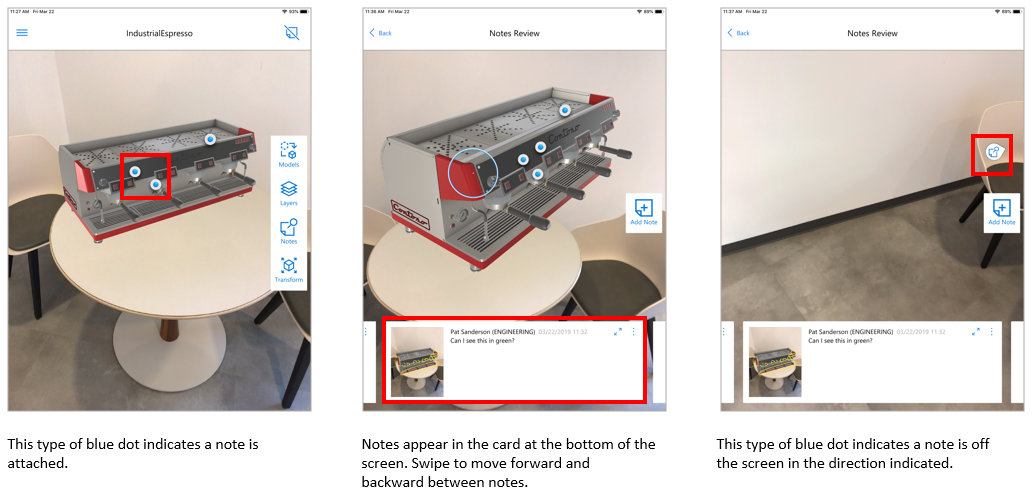 11:27 AM Fri Mar 22
93%
IndustrialEspresso
Models
Layers
Notes
Transform
This type of blue dot indicates a note is
attached.
11:36 AM Fri Mar 22
89%
Back
Notes Review
Contoso
Contoso
Add Note
Pat Sanderson (ENGINEERING) 03/22/2019 11:32
Can I see this in green?
Notes appear in the card at the bottom of the
screen. Swipe to move forward and
backward between notes.
11:37 AM Fri Mar 22
89%
Back
Notes Review
Add Note
Pat Sanderson (ENGINEERING) 03/22/2019 11:32
Can I see this in green?
This type of blue dot indicates a note is off
the screen in the direction indicated.